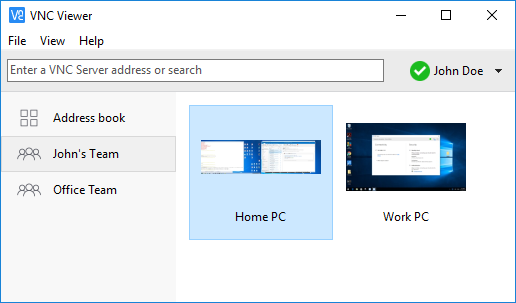 VNC Viewer
File View Help
Enter a VNC Server address or search
John Doe
Address book
John's Team
Office Team
Home PC
Work PC